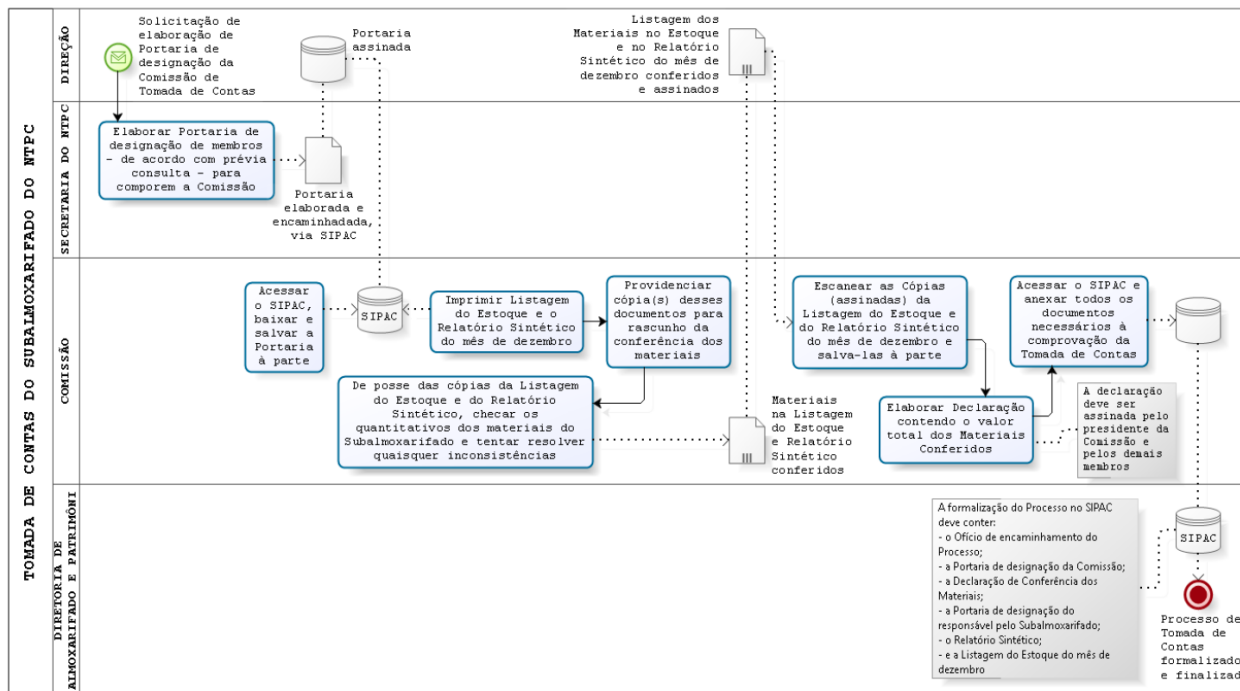 TOMADA DE CONTAS DO SUBALMOXARIFADO DO NTPC
DIREÇÃO
Solicitação de
elaboração de
Portaria de
designação da
Comissão de
Tomada de Contas
Portaria
assinada
Listagem dos
Materiais no Estoque
e no Relatório
Sintético do mês de
dezembro conferidos
e assinados
SECRETARIA DO NTPC
Elaborar Portaria de
designação de membros
- de acordo com prévia
consulta - para
comporem a Comissão
Portaria
elaborada e
encaminhadada,
via SIPAC
COMISSÃO
Acessar
o SIPAC,
baixar e
salvar a
Portaria
à parte
SIPAC
Imprimir Listagem
do Estoque e o
Relatório Sintético
do mês de dezembro
Providenciar
cópia(s) desses
documentos para
rascunho da
conferência dos
materiais
De posse das cópias da Listagem
do Estoque e do Relatório
Sintético, checar os
quantitativos dos materiais do
Subalmoxarifado e tentar resolver
quaisquer inconsistências
Materiais
na Listagem
do Estoque
e Relatório
Sintético
conferidos
Escanear as Cópias
(assinadas) da
Listagem do Estoque e
do Relatório Sintético
do mês de dezembro e
salva-las à parte
Elaborar Declaração
contendo o valor
total dos Materiais
Conferidos
Acessar o SIPAC e
anexar todos os
documentos
necessários à
comprovação da
Tomada de Contas
A declaração
deve ser
assinada pelo
presidente da
Comissão e
pelos demais
membros
DIRETORIA DE
ALMOXARIFADO E PATRIMÔNI
A formalização do Processo no SIPAC
deve conter:
- o Ofício de encaminhamento do
Processo;
- a Portaria de designação da Comissão;
- a Declaração de Conferência dos
Materiais;
- a Portaria de designação do
responsável pelo Subalmoxarifado;
- o Relatório Sintético;
- e a Listagem do Estoque do mês de
dezembro
SIPAC
Processo de
Tomada de
Contas
formalizado
e finalizad